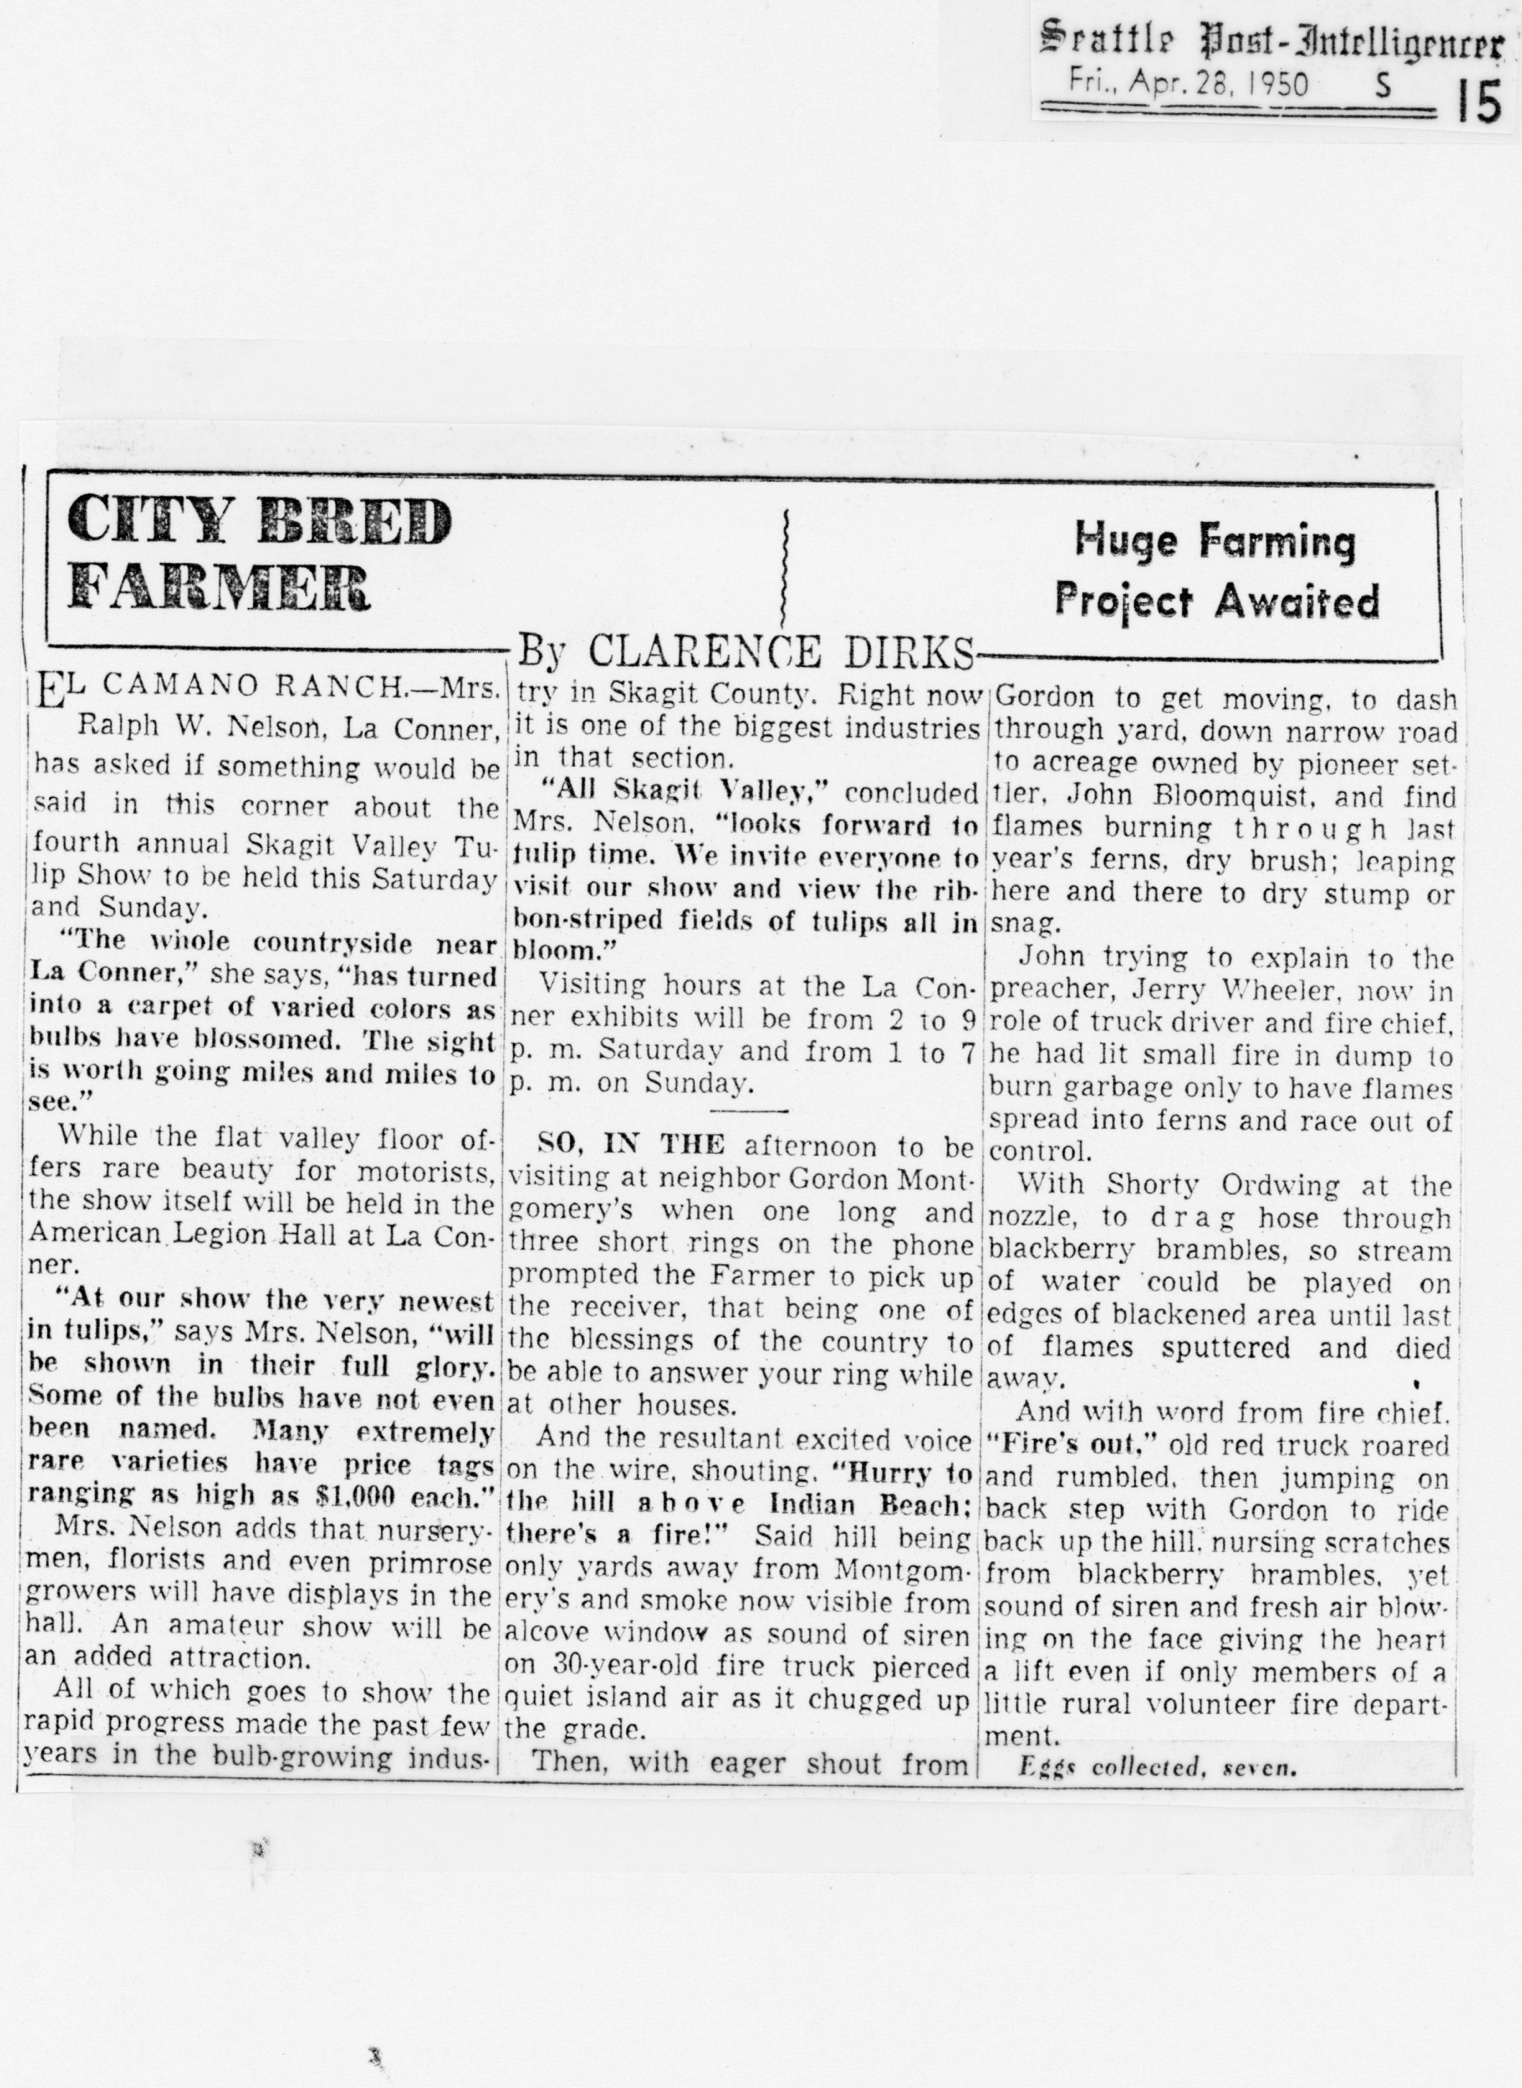 Seattle Post-Intelligencer
Fri., Apr. 28, 1950 S 15
CITY BRED
FARMER
Huge Farming
Project Awaited
By CLARENCE DIRKS
EL CAMANO RANCH.—Mrs.
Ralph W. Nelson, La Conner,
has asked if something would be
said in this corner about the
fourth annual Skagit Valley Tu-
lip Show to be held this Saturday
and Sunday.
"The whole countryside near
La Conner," she says, "has turned
into a carpet of varied colors as
bulbs have blossomed. The sight
is worth going miles and miles to
see."
While the flat valley floor of-
fers rare beauty for motorists,
the show itself will be held in the
American Legion Hall at La Con-
ner.
"At our show the very newest
in tulips," says Mrs. Nelson, "will
be shown in their full glory.
Some of the bulbs have not even
been named. Many extremely
rare varieties have price tags
ranging as high as $1,000 each."
Mrs. Nelson adds that nursery-
men, florists and even primrose
growers will have displays in the
hall. An amateur show will be
an added attraction.
All of which goes to show the
rapid progress made the past few
years in the bulb-growing indus-
try in Skagit County. Right now
it is one of the biggest industries
in that section.
"All Skagit Valley," concluded
Mrs. Nelson, "looks forward to
tulip time. We invite everyone to
visit our show and view the rib-
bon-striped fields of tulips all in
bloom."
Visiting hours at the La Con-
ner exhibits will be from 2 to 9
p. m. Saturday and from 1 to 7
p. m. on Sunday.
SO, IN THE afternoon to be
visiting at neighbor Gordon Mont-
gomery's when one long and
three short rings on the phone
prompted the Farmer to pick up
the receiver, that being one of
the blessings of the country to
be able to answer your ring while
at other houses.
And the resultant excited voice
on the wire, shouting, "Hurry to
the hill above Indian Beach;
there's a fire!" Said hill being
only yards away from Montgom-
ery's and smoke now visible from
alcove window as sound of siren
on 30-year-old fire truck pierced
quiet island air as it chugged up
the grade.
Then, with eager shout from
Gordon to get moving, to dash
through yard, down narrow road
to acreage owned by pioneer set-
tler, John Bloomquist, and find
flames burning through last
year's ferns, dry brush; leaping
here and there to dry stump or
snag.
John trying to explain to the
preacher, Jerry Wheeler, now in
role of truck driver and fire chief,
he had lit small fire in dump to
burn garbage only to have flames
spread into ferns and race out of
control.
With Shorty Ordwing at the
nozzle, to drag hose through
blackberry brambles, so stream
of water could be played on
edges of blackened area until last
of flames sputtered and died
away.
And with word from fire chief,
"Fire's out," old red truck roared
and rumbled, then jumping on
back step with Gordon to ride
back up the hill, nursing scratches
from blackberry brambles, yet
sound of siren and fresh air blow-
ing on the face giving the heart
a lift even if only members of a
little rural volunteer fire depart-
ment.
Eggs collected, seven.